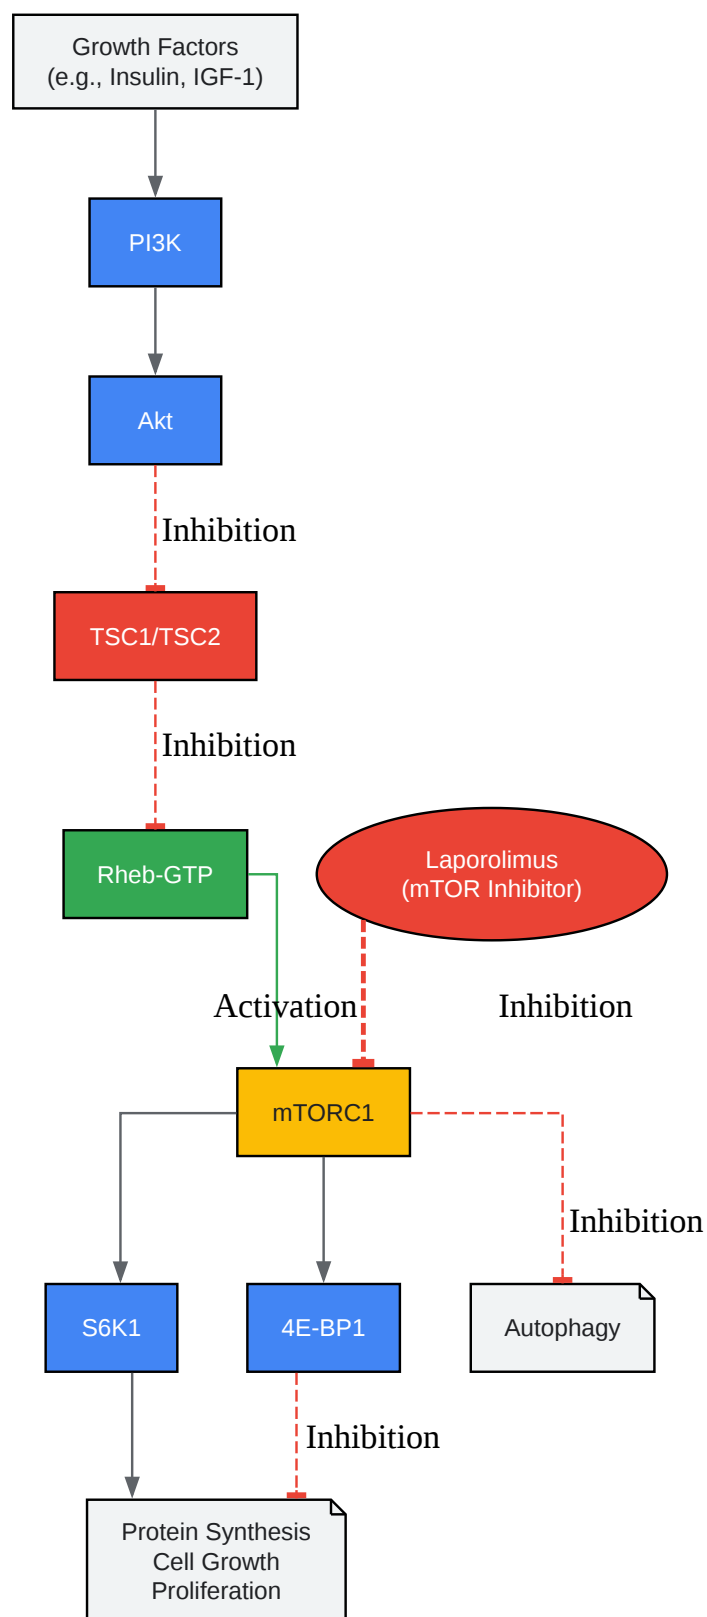 Growth Factors
(e.g., Insulin, IGF-1)
PI3K
Akt
Inhibition
TSC1/TSC2
Inhibition
Rheb-GTP
Laporolimus
(mTOR Inhibitor)
Activation
Inhibition
mTORC1
Inhibition
S6K1
4E-BP1
Autophagy
Inhibition
Protein Synthesis
Cell Growth
Proliferation